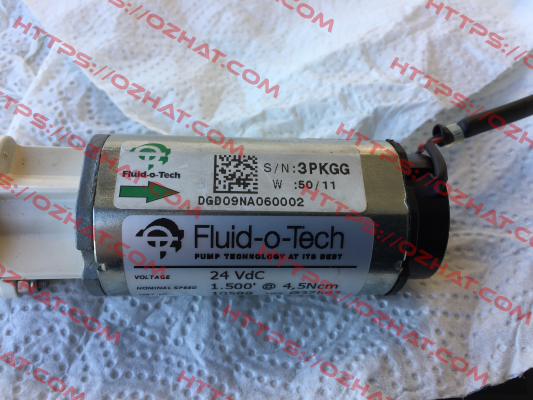 Fluid-o-Tech
S/N:3PKGG
W :50/11
DGD09NA060002
Fluid-o-Tech
PUMP TECHNOLOGY AT ITS BEST
VOLTAGE 24 VdC
NOMINAL SPEED 1.500' @ 4,5Ncm
HTTPS://OZHAT.COM
HTTPS://OZHAT.COM
HTTPS://OZHAT.COM
HTTPS://OZHAT.COM
HTTPS://OZHAT.COM
HTTPS://OZHAT.COM